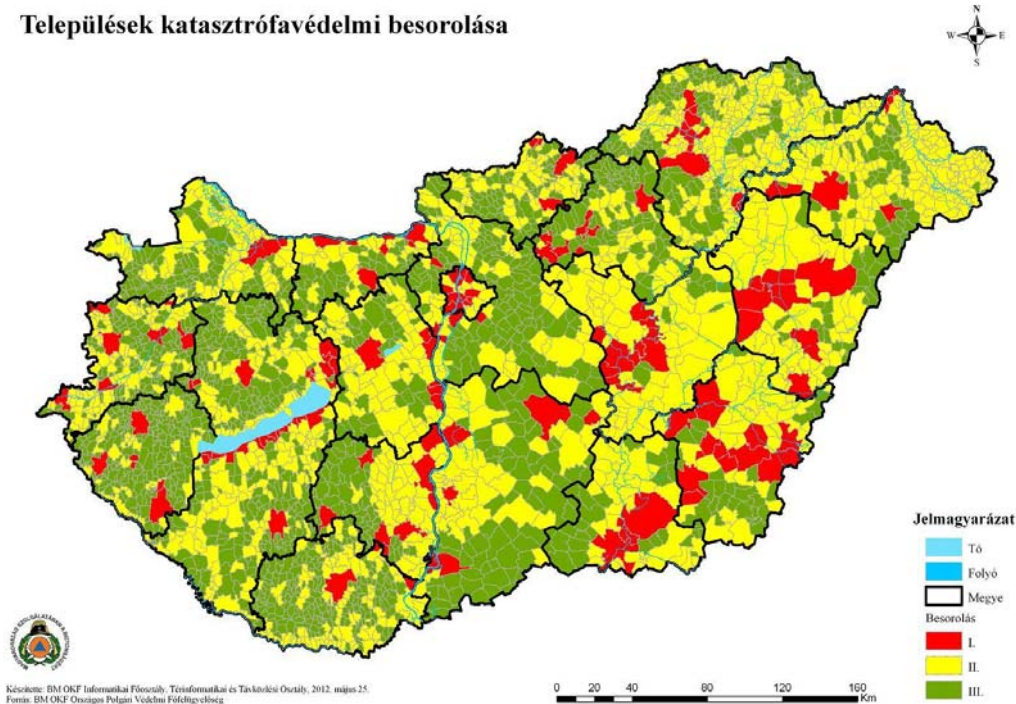 Települések katasztrófavédelmi besorolása
N
W E
S
Jelmagyarázat
Tó
Folyó
Megye
Besorolás
I.
II.
III.
Készítette: BM OKF Informatikai Főosztály, Térinformatikai és Távközlési Osztály, 2012. május 25.
Forrás: BM OKF Országos Polgári Védelmi Főfelügyelőség
0 20 40 80 120 160
Km